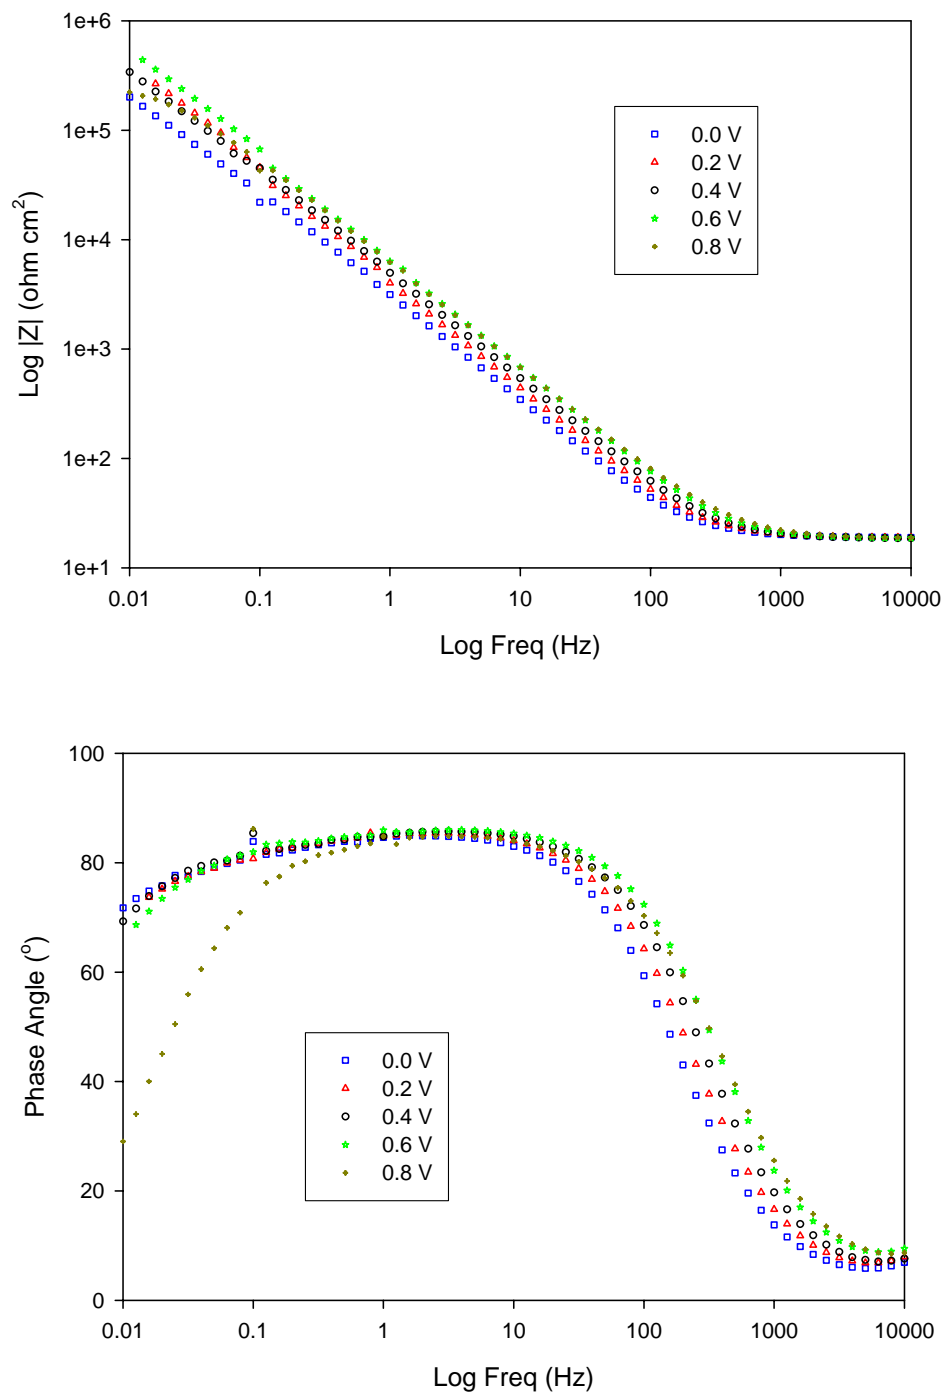 1e+6
1e+5
1e+4
1e+3
1e+2
1e+1
0.01 0.1 1 10 100 1000 10000
Log |Z| (ohm cm²)
Log Freq (Hz)
0.0 V
0.2 V
0.4 V
0.6 V
0.8 V
100
80
60
40
20
0
0.01 0.1 1 10 100 1000 10000
Phase Angle (°)
Log Freq (Hz)
0.0 V
0.2 V
0.4 V
0.6 V
0.8 V